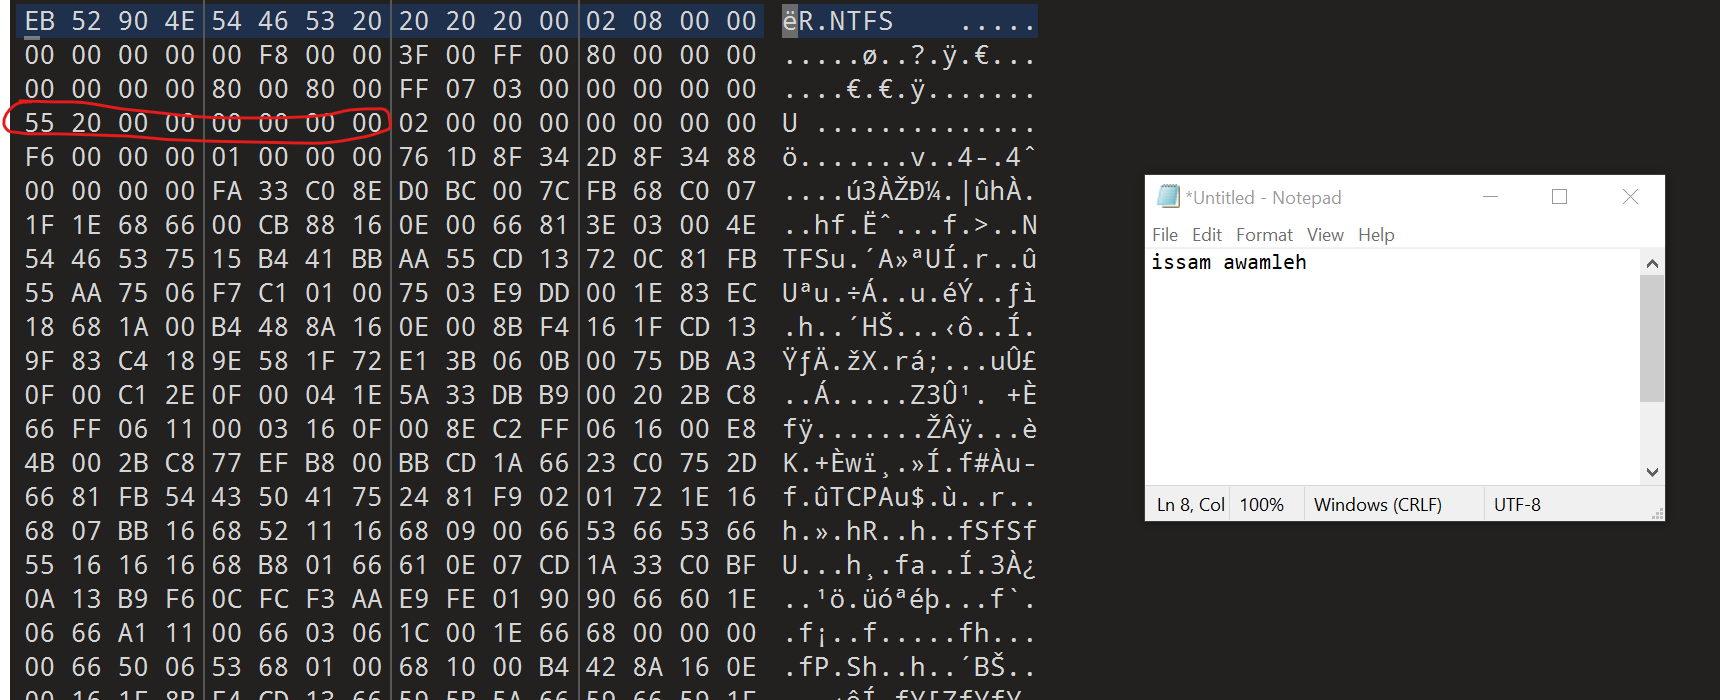 EB 52 90 4E 54 46 53 20 20 20 20 00 02 08 00 00 ëR.NTFS    .....
00 00 00 00 00 F8 00 00 3F 00 FF 00 80 00 00 00 .....ø..?.ÿ.€...
00 00 00 00 80 00 80 00 FF 07 03 00 00 00 00 00 ....€.€.ÿ.......
55 20 00 00 00 00 00 00 02 00 00 00 00 00 00 00 U ..............
F6 00 00 00 01 00 00 00 76 1D 8F 34 2D 8F 34 88 ö.......v..4-.4ˆ
00 00 00 00 FA 33 C0 8E D0 BC 00 7C FB 68 C0 07 ....ú3ÀŽÐ¼.|ûhÀ.
1F 1E 68 66 00 CB 88 16 0E 00 66 81 3E 03 00 4E ..hf.Ëˆ...f.>..N
54 46 53 75 15 B4 41 BB AA 55 CD 13 72 0C 81 FB TFSu.´A»ªUÍ.r..û
55 AA 75 06 F7 C1 01 00 75 03 E9 DD 00 1E 83 EC Uªu.÷Á..u.éÝ..ƒì
18 68 1A 00 B4 48 8A 16 0E 00 8B F4 16 1F CD 13 .h..´HŠ...‹ô..Í.
9F 83 C4 18 9E 58 1F 72 E1 3B 06 0B 00 75 DB A3 ŸƒÄ.žX.rá;...uÛ£
0F 00 C1 2E 0F 00 04 1E 5A 33 DB B9 00 20 2B C8 ..Á.....Z3Û¹. +È
66 FF 06 11 00 03 16 0F 00 8E C2 FF 06 16 00 E8 fÿ.......ŽÂÿ...è
4B 00 2B C8 77 EF B8 00 BB CD 1A 66 23 C0 75 2D K.+Èwï¸.»Í.f#Àu-
66 81 FB 54 43 50 41 75 24 81 F9 02 01 72 1E 16 f.ûTCPAu$.ù..r..
68 07 BB 16 68 52 11 16 68 09 00 66 53 66 53 66 h.».hR..h..fSfSf
55 16 16 16 68 B8 01 66 61 0E 07 CD 1A 33 C0 BF U...h¸.fa..Í.3À¿
0A 13 B9 F6 0C FC F3 AA E9 FE 01 90 90 66 60 1E ..¹ö.üóªéþ...f`.
06 66 A1 11 00 66 03 06 1C 00 1E 66 68 00 00 00 .f¡..f.....fh...
00 66 50 06 53 68 01 00 68 10 00 B4 42 8A 16 0E .fP.Sh..h..´BŠ..
*Untitled - Notepad
File Edit Format View Help
issam awamleh
Ln 8, Col 100% Windows (CRLF) UTF-8